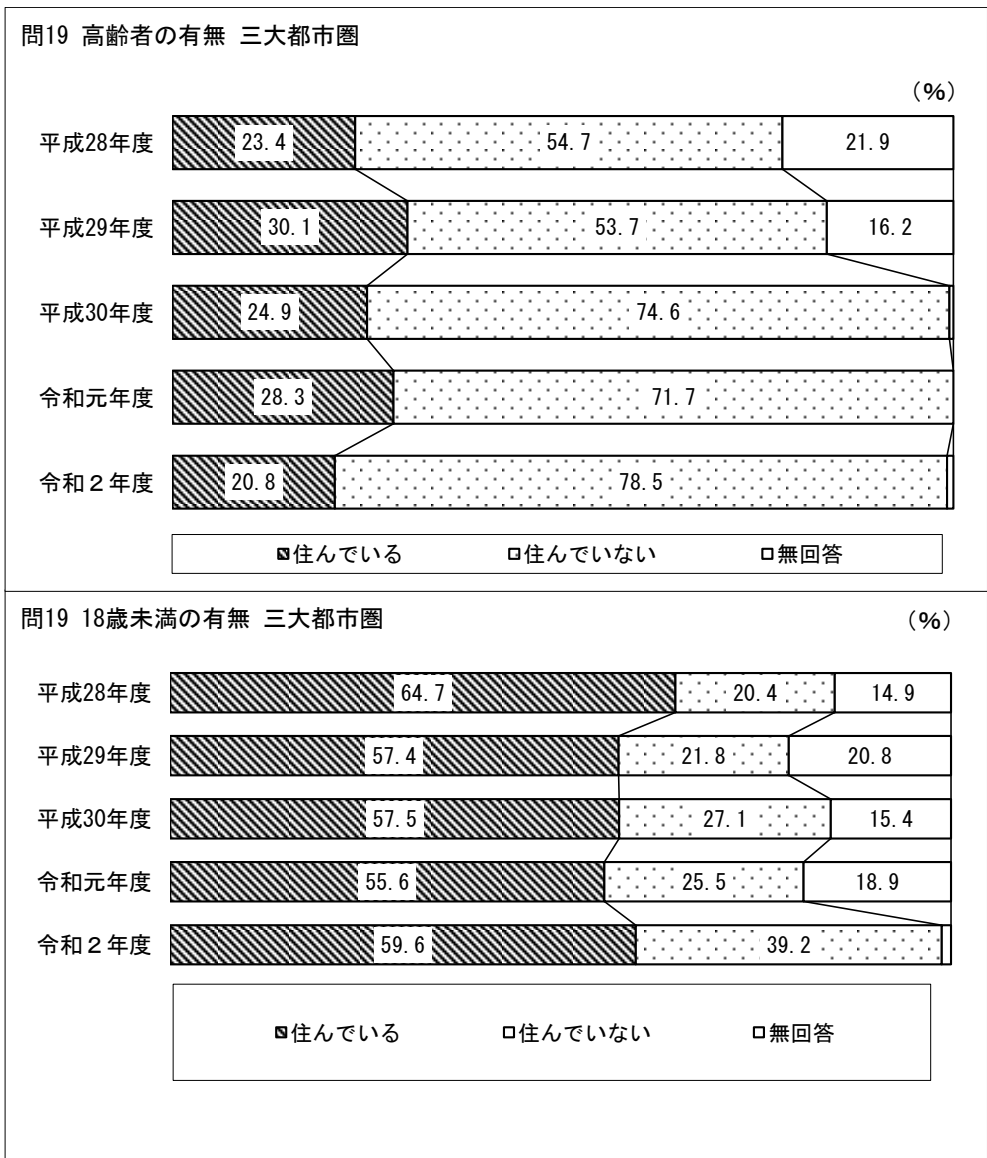 問19 高齢者の有無 三大都市圏
（%）
平成28年度 23.4 54.7 21.9
平成29年度 30.1 53.7 16.2
平成30年度 24.9 74.6
令和元年度 28.3 71.7
令和２年度 20.8 78.5
住んでいる 住んでいない 無回答
問19 18歳未満の有無 三大都市圏 （%）
平成28年度 64.7 20.4 14.9
平成29年度 57.4 21.8 20.8
平成30年度 57.5 27.1 15.4
令和元年度 55.6 25.5 18.9
令和２年度 59.6 39.2
住んでいる 住んでいない 無回答